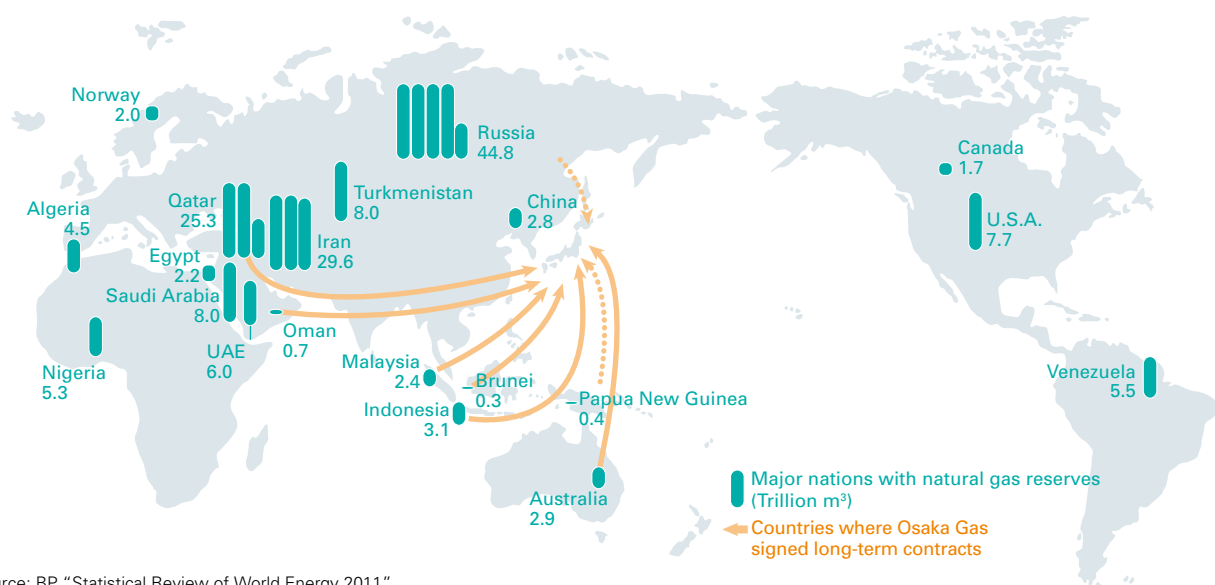 Norway
2.0
Russia
44.8
Canada
1.7
Turkmenistan
8.0
Qatar
25.3
China
2.8
Algeria
4.5
U.S.A.
7.7
Iran
29.6
Egypt
2.2
Saudi Arabia
8.0
Oman
0.7
UAE
6.0
Malaysia
2.4
Nigeria
5.3
Brunei
0.3
Venezuela
5.5
Papua New Guinea
0.4
Indonesia
3.1
Major nations with natural gas reserves
(Trillion m³)
Australia
2.9
Countries where Osaka Gas
signed long-term contracts
BP "Statistical Review of World Energy 2011"